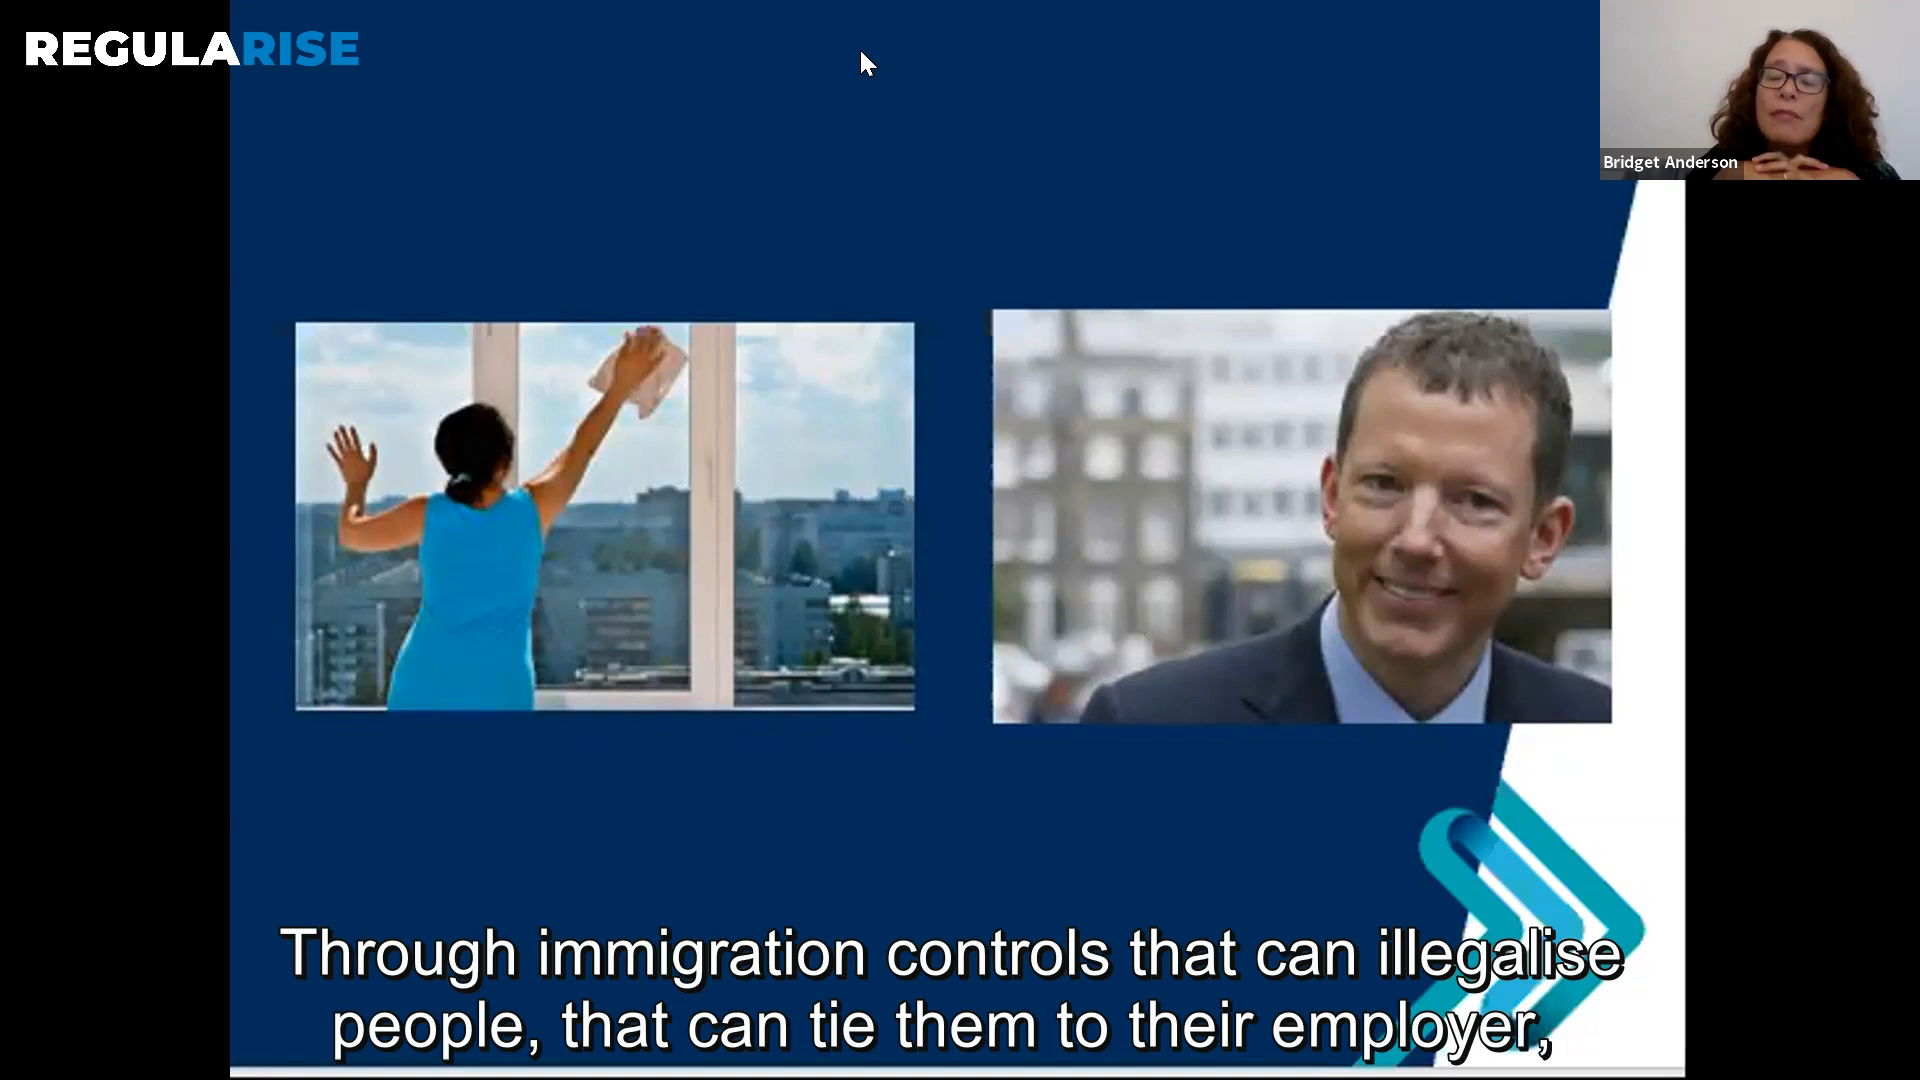 REGULARISE
Bridget Anderson
Through immigration controls that can illegalise
people, that can tie them to their employer,